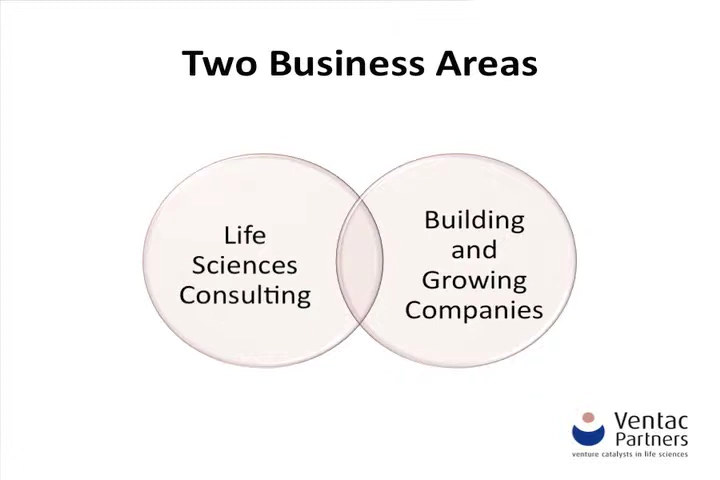 Two Business Areas
Life
Sciences
Consulting
Building
and
Growing
Companies
Ventac
Partners
venture catalysts in life sciences